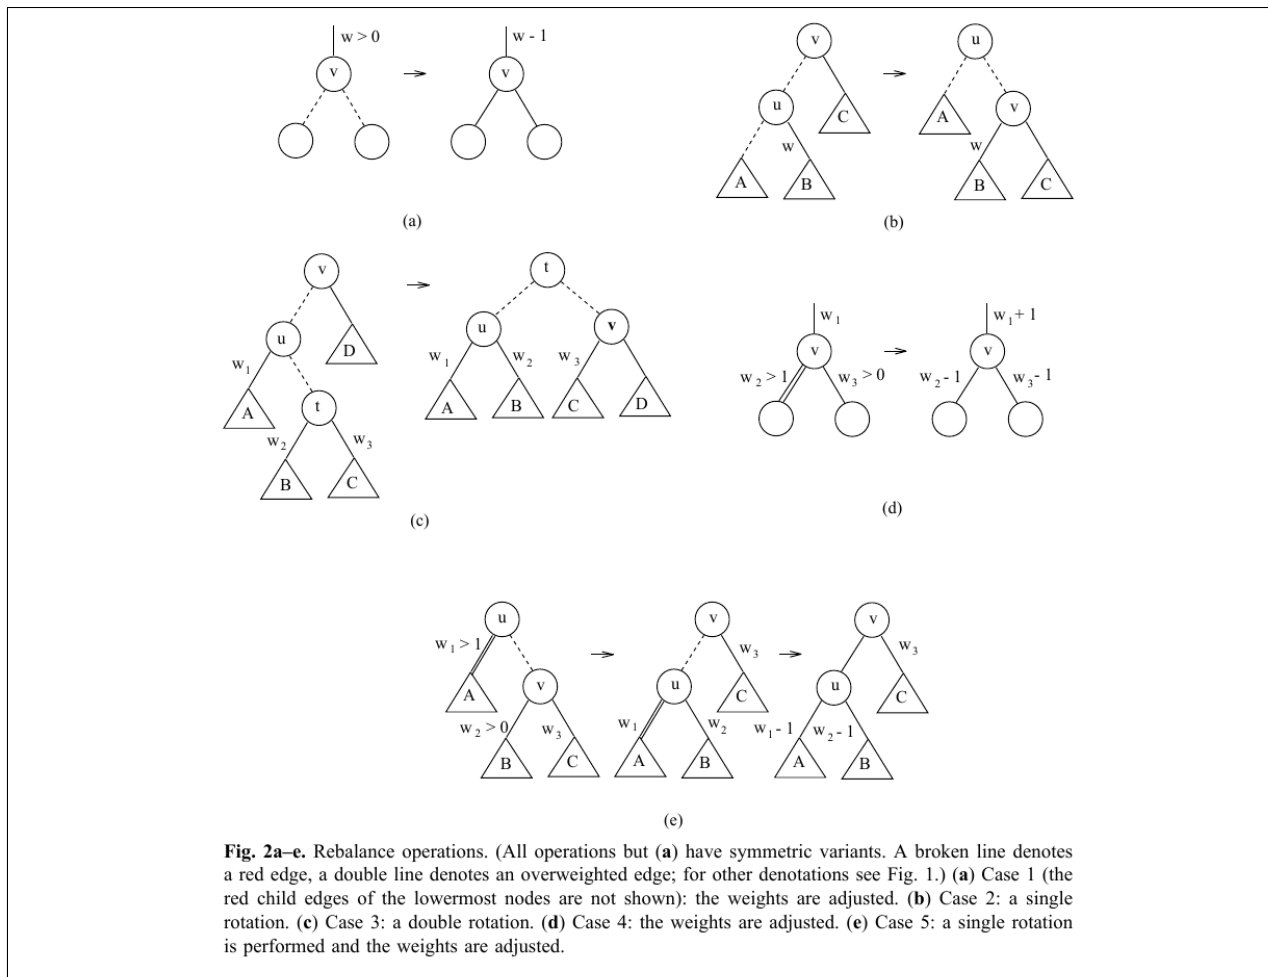 w > 0
v
w - 1
v
(a)
v
u
C
w
A
B
u
A
v
w
B
C
(b)
v
u
D
w1
A
t
w2
w3
B
C
t
u
v
w1
w2
w3
A
B
C
D
(c)
w1
v
w2 > 1
w3 > 0
w1 + 1
v
w2 - 1
w3 - 1
(d)
u
w1 > 1
A
v
w2 > 0
w3
B
C
v
w3
u
C
w1
w2
A
B
v
w3
u
C
w1 - 1
w2 - 1
A
B
(e)
Fig. 2a–e. Rebalance operations. (All operations but (a) have symmetric variants. A broken line denotes
a red edge, a double line denotes an overweighted edge; for other denotations see Fig. 1.) (a) Case 1 (the
red child edges of the lowermost nodes are not shown): the weights are adjusted. (b) Case 2: a single
rotation. (c) Case 3: a double rotation. (d) Case 4: the weights are adjusted. (e) Case 5: a single rotation
is performed and the weights are adjusted.